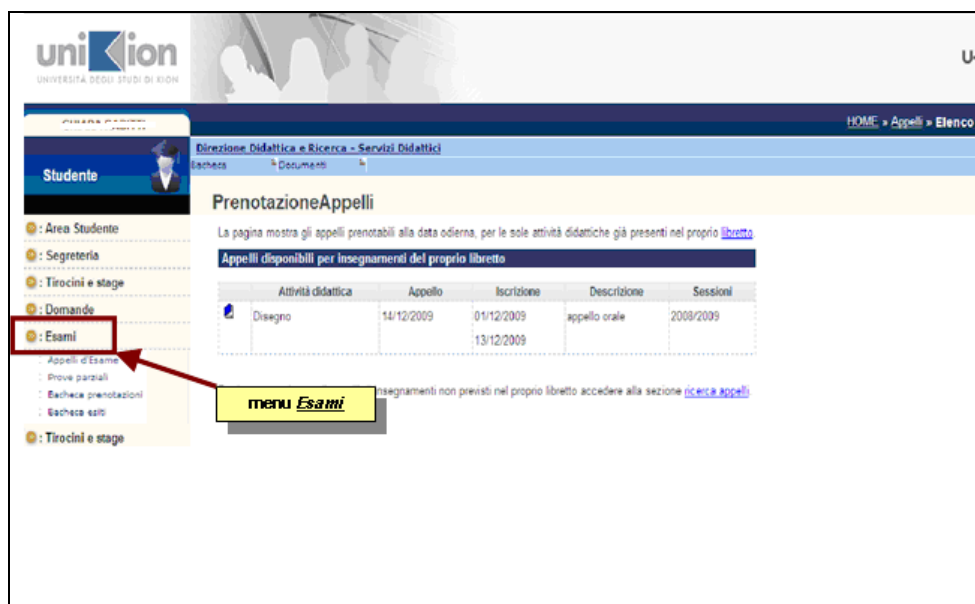 uni Kion
UNIVERSITÀ DEGLI STUDI DI KION
HOME » Appelli » Elenco
Direzione Didattica e Ricerca - Servizi Didattici
Bacheca Documenti
Studente
PrenotazioneAppelli
: Area Studente
: Segreteria
: Tirocini e stage
: Domande
: Esami
: Appelli d'Esame
: Prove parziali
: Bacheca prenotazioni
: Bacheca esiti
: Tirocini e stage
La pagina mostra gli appelli prenotabili alla data odierna, per le sole attività didattiche già presenti nel proprio libretto.
Appelli disponibili per insegnamenti del proprio libretto
Attività didattica Appello Iscrizione Descrizione Sessioni
Disegno 14/12/2009 01/12/2009 appello orale 2008/2009
13/12/2009
insegnamenti non previsti nel proprio libretto accedere alla sezione ricerca appelli
menu Esami